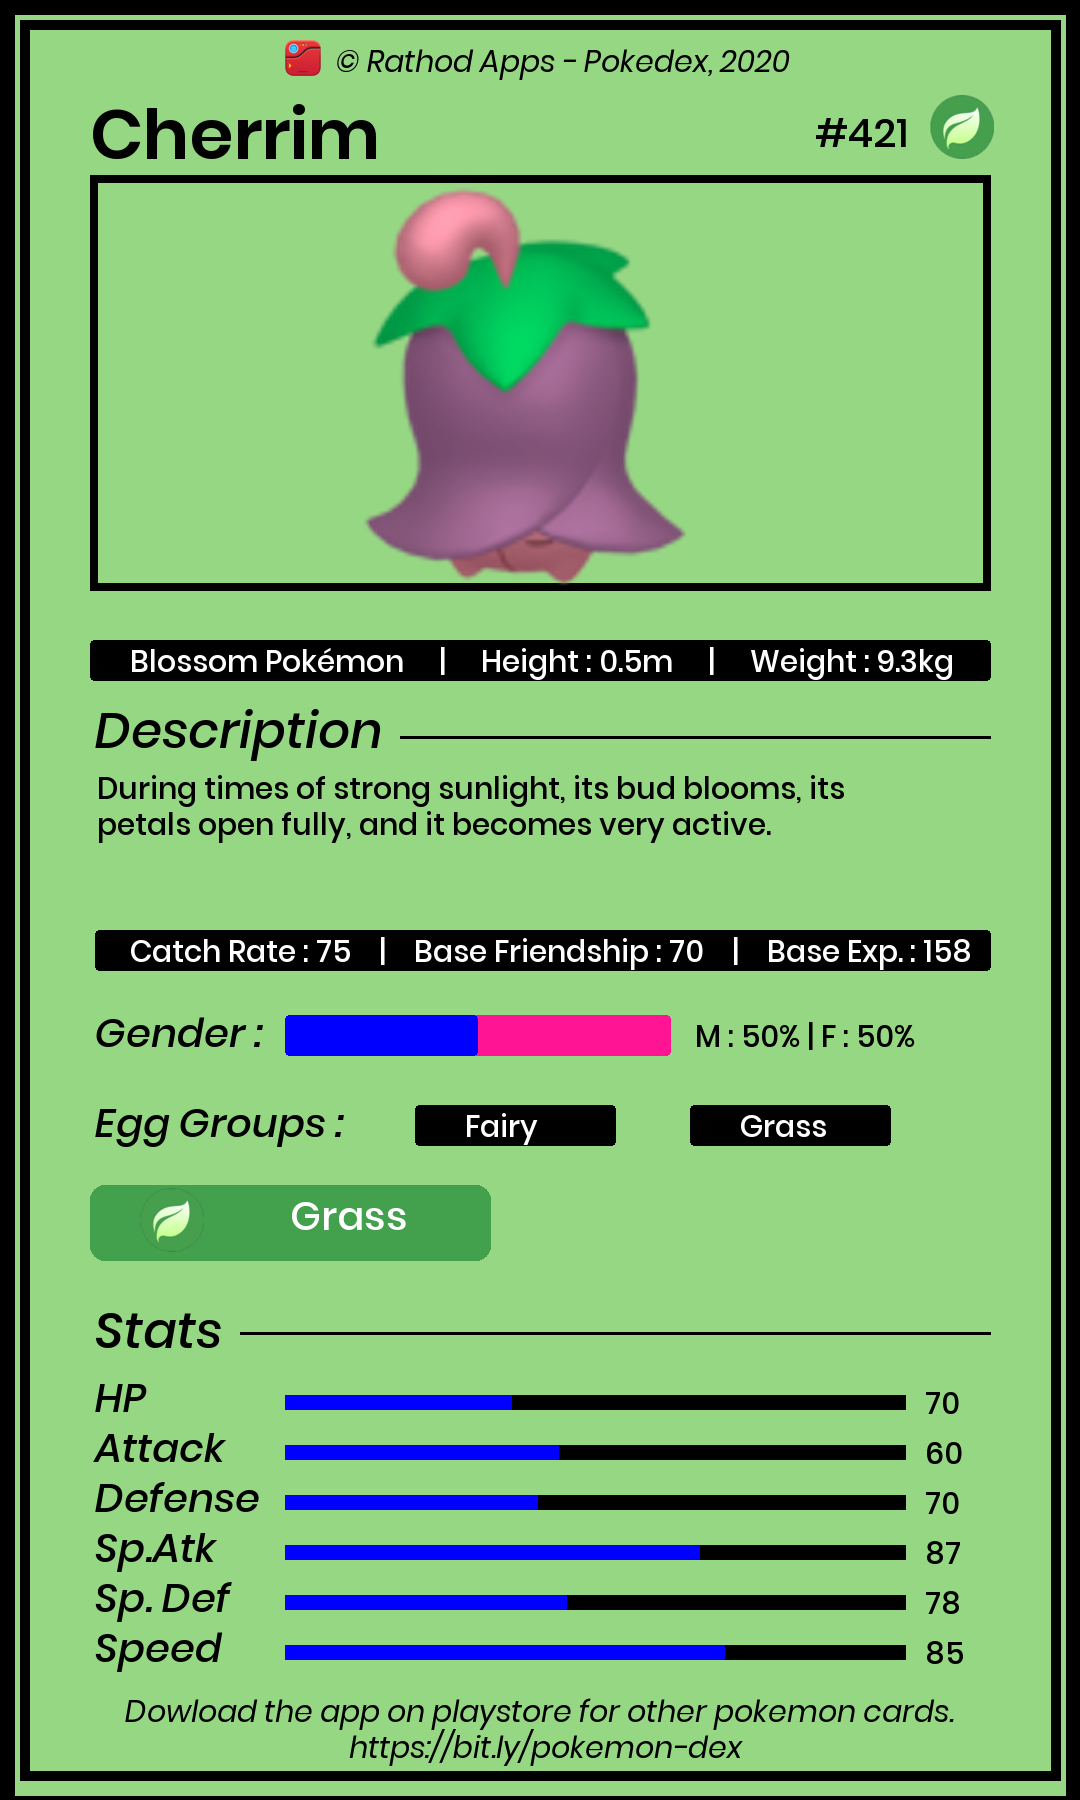 © Rathod Apps - Pokedex, 2020
Cherrim
#421
Blossom Pokémon | Height : 0.5m | Weight : 9.3kg
Description
During times of strong sunlight, its bud blooms, its
petals open fully, and it becomes very active.
Catch Rate : 75 | Base Friendship : 70 | Base Exp. : 158
Gender : M : 50% | F : 50%
Egg Groups : Fairy Grass
Grass
Stats
HP 70
Attack 60
Defense 70
Sp.Atk 87
Sp. Def 78
Speed 85
Dowload the app on playstore for other pokemon cards.
https://bit.ly/pokemon-dex